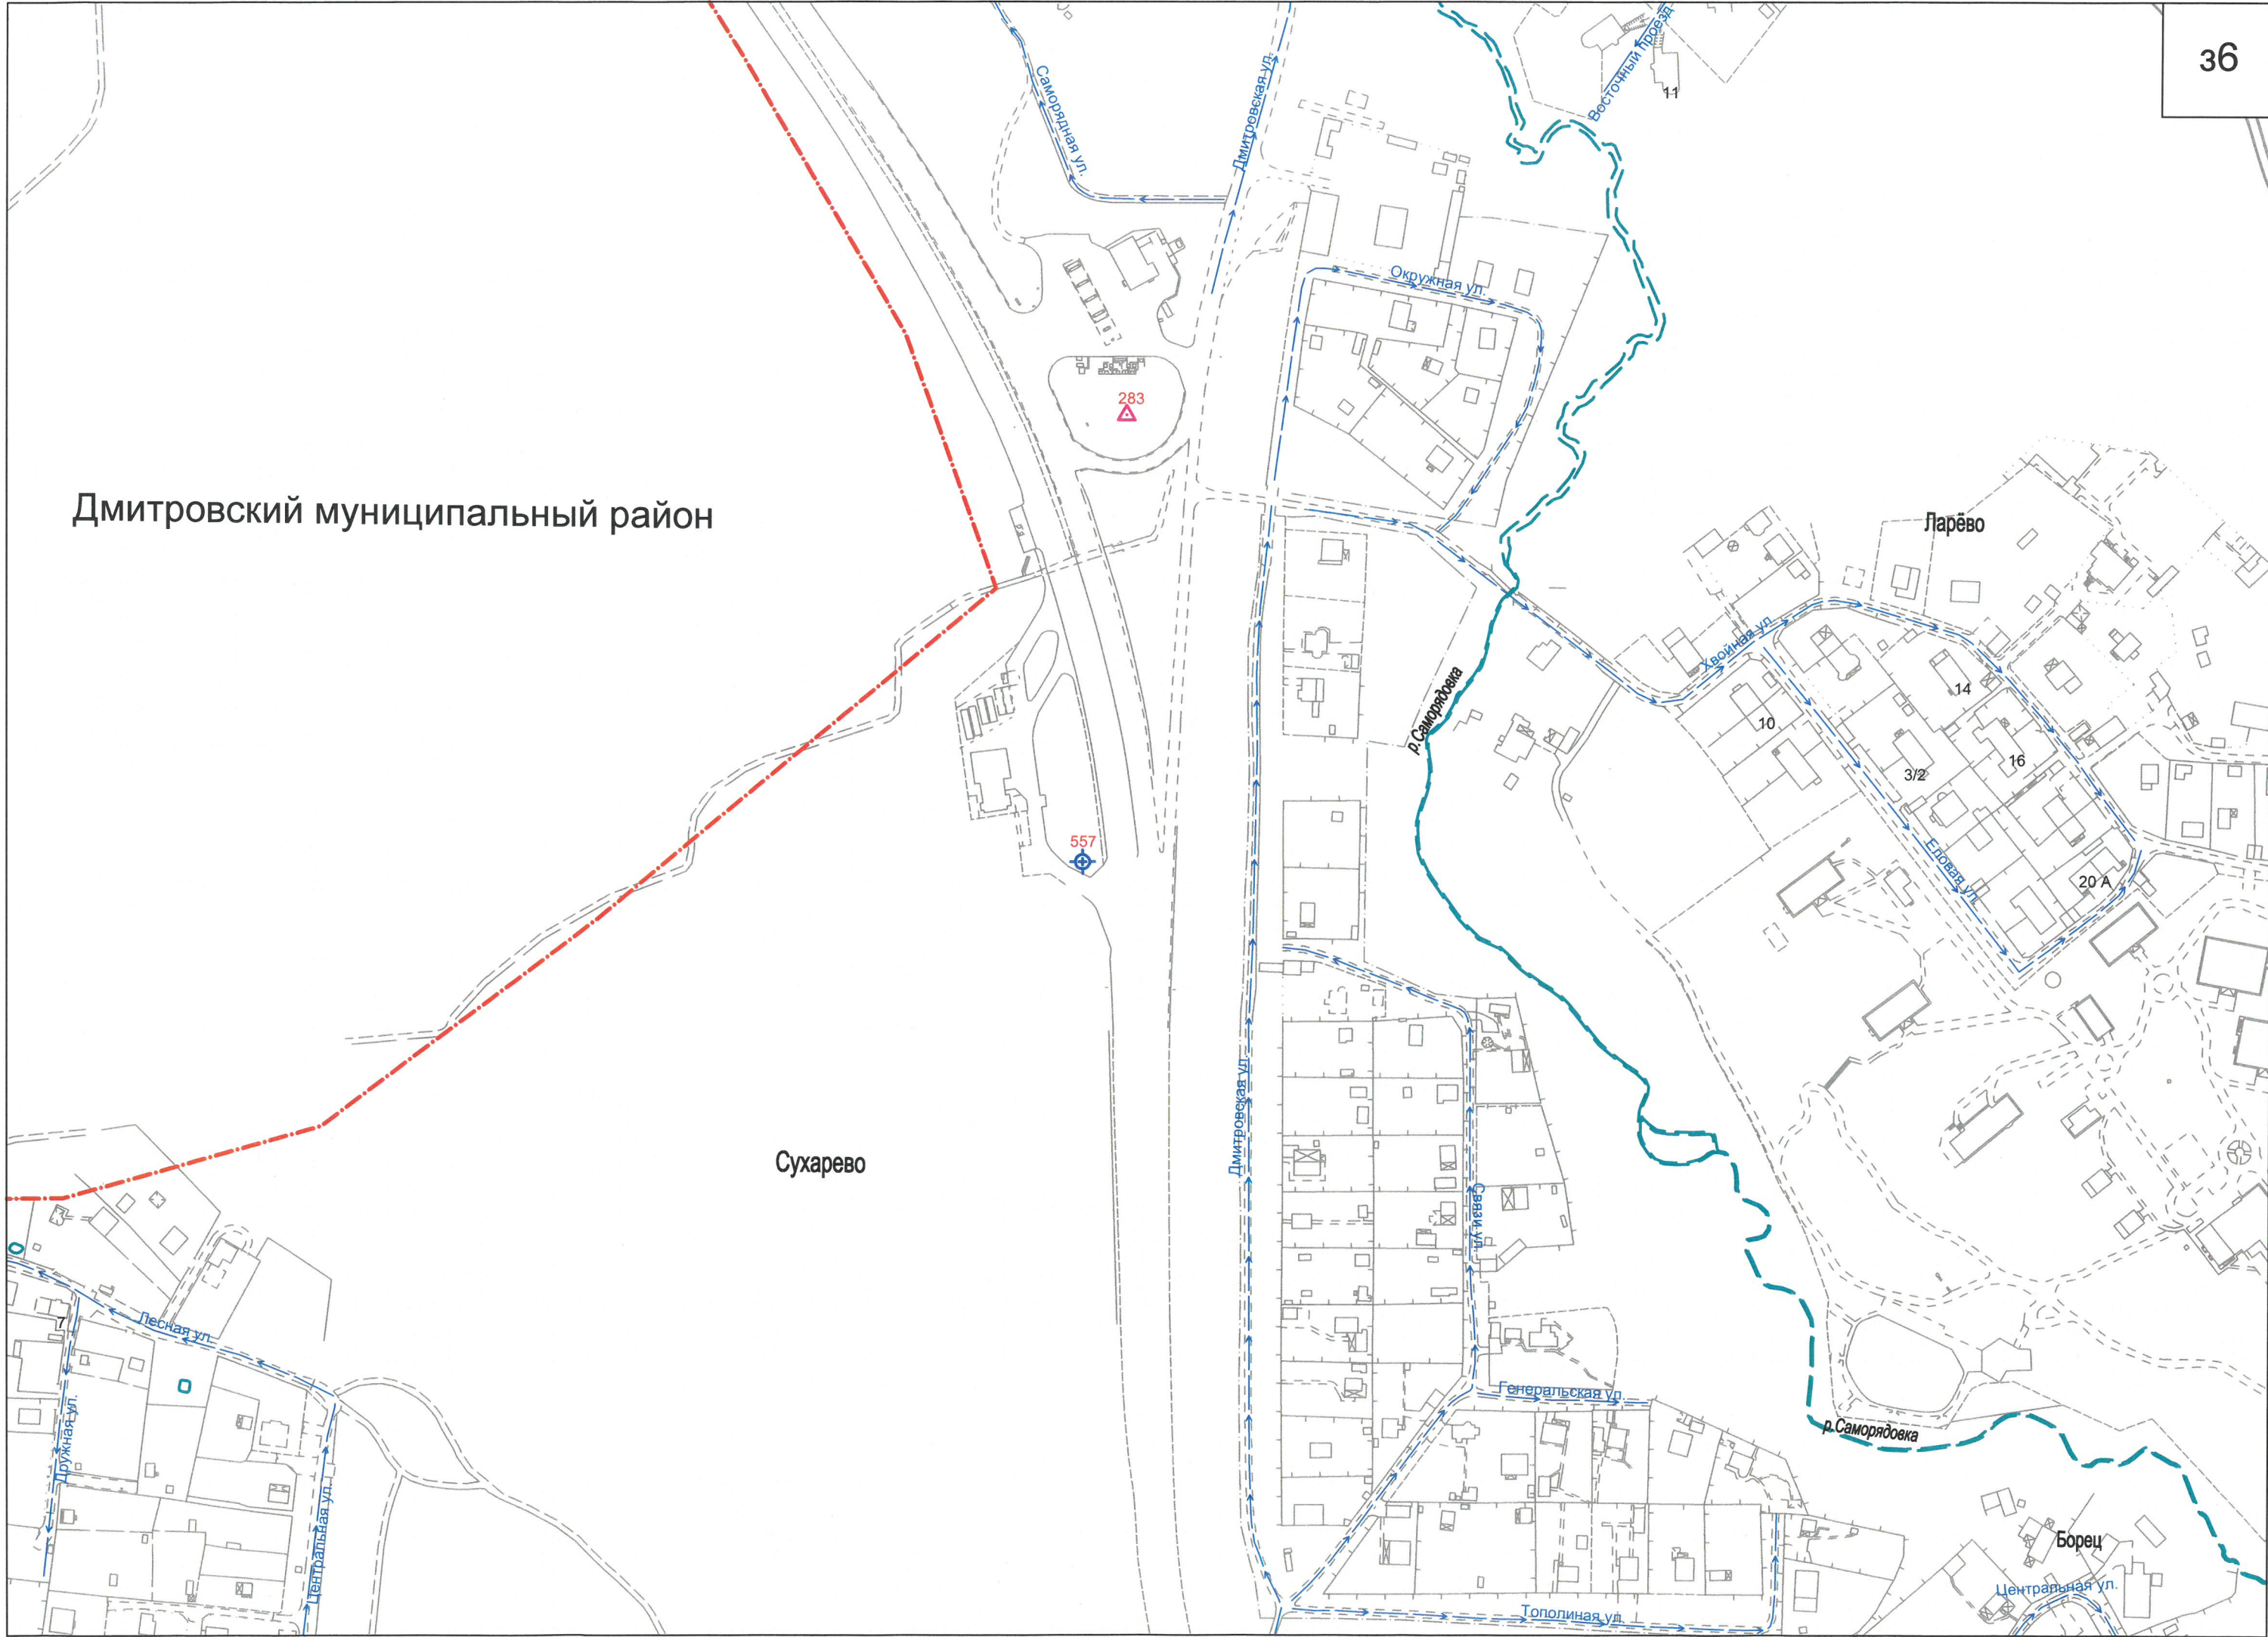 з6
Восточный проезд
11
Саморядная ул.
Дмитровская ул.
Окружная ул.
283
Дмитровский муниципальный район
Ларёво
Хвойная ул.
р.Саморядовка
14
10
16
3/2
557
Еловая ул.
20 А
Дмитровская ул.
Сухарево
Связи ул.
7
Лесная ул.
Генеральская ул.
Дружная ул.
р.Саморядовка
Центральная ул.
Борец
Центральная ул.
Тополиная ул.